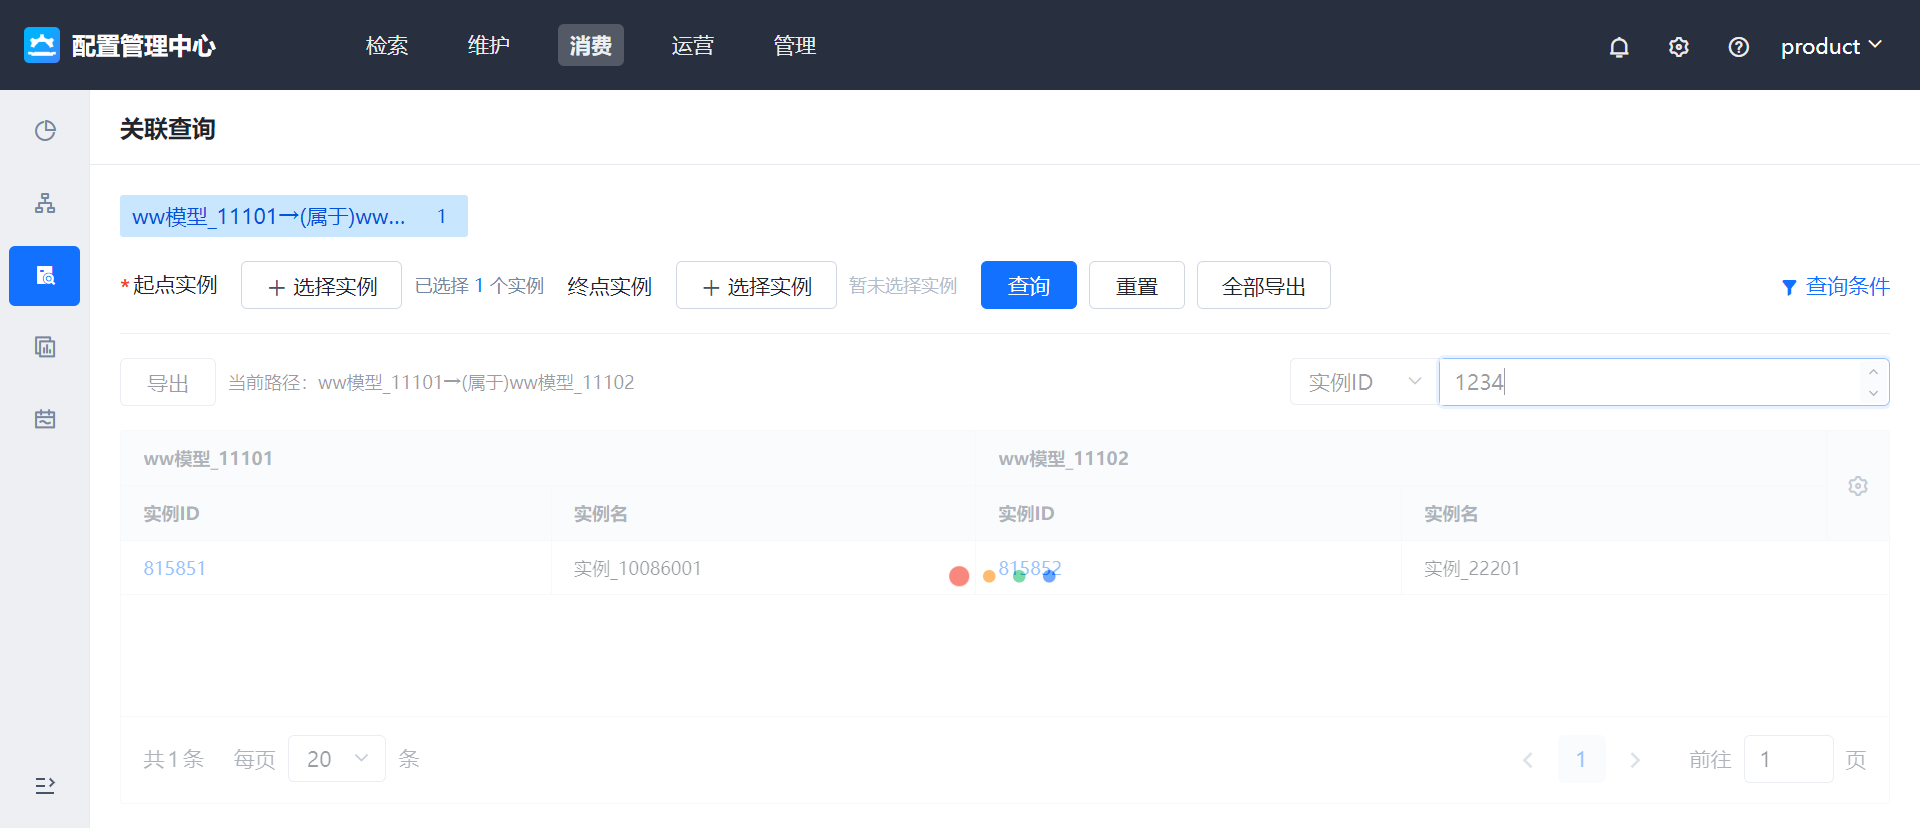 配置管理中心
检索 维护 消费 运营 管理
product
关联查询
ww模型_11101→(属于)ww... 1
*起点实例 + 选择实例 已选择 1 个实例 终点实例 + 选择实例 暂未选择实例 查询 重置 全部导出 查询条件
导出 当前路径：ww模型_11101→(属于)ww模型_11102 实例ID 1234
ww模型_11101 ww模型_11102
实例ID 实例名 实例ID 实例名
815851 实例_10086001 815852 实例_22201
共1条 每页 20 条 1 前往 1 页